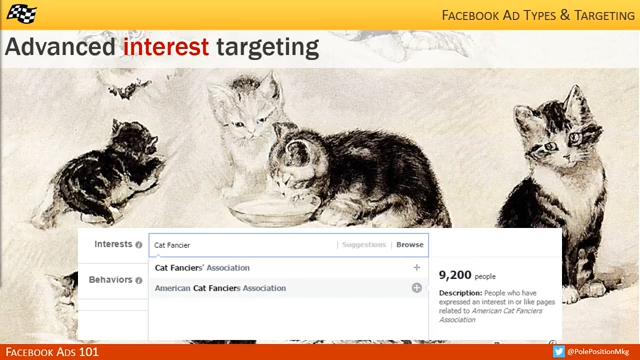 FACEBOOK AD TYPES & TARGETING
Advanced interest targeting
Interests
Cat Fancier
Suggestions | Browse
Cat Fanciers' Association
American Cat Fanciers Association
Behaviors
9,200 people
Description: People who have
expressed an interest in or like pages
related to American Cat Fanciers
Association
FACEBOOK ADS 101
@PolePositionMkg